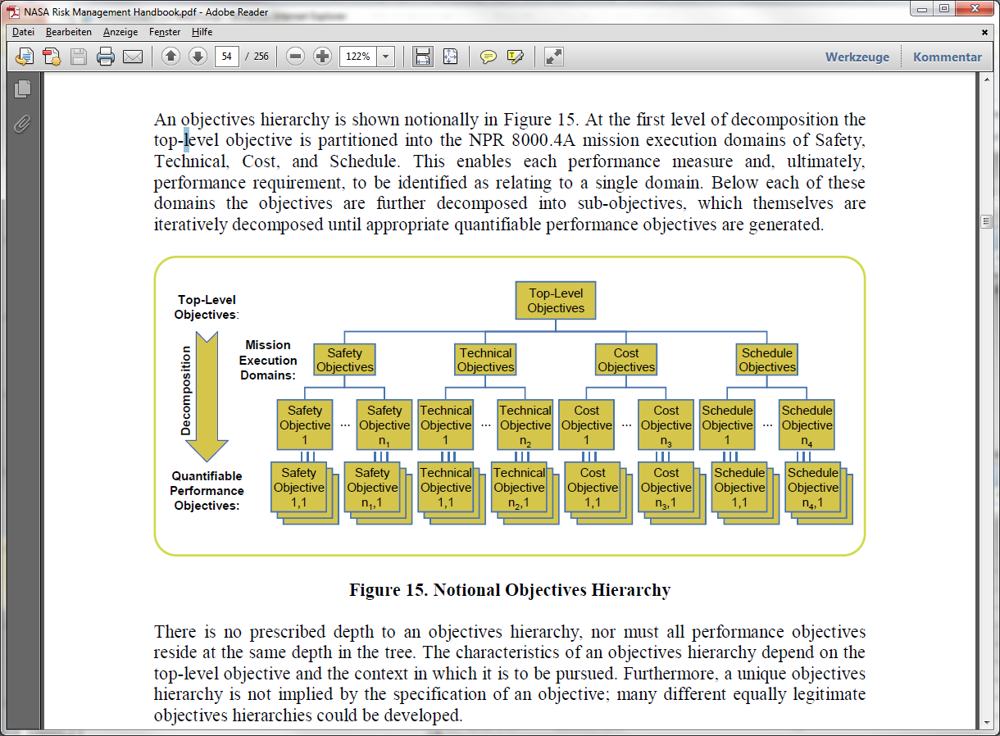 NASA Risk Management Handbook.pdf - Adobe Reader
Datei Bearbeiten Anzeige Fenster Hilfe
54 / 256 122% Werkzeuge Kommentar
An objectives hierarchy is shown notionally in Figure 15. At the first level of decomposition the
top-level objective is partitioned into the NPR 8000.4A mission execution domains of Safety,
Technical, Cost, and Schedule. This enables each performance measure and, ultimately,
performance requirement, to be identified as relating to a single domain. Below each of these
domains the objectives are further decomposed into sub-objectives, which themselves are
iteratively decomposed until appropriate quantifiable performance objectives are generated.
Top-Level
Objectives:
Top-Level
Objectives
Decomposition
Mission
Execution
Domains:
Safety
Objectives
Technical
Objectives
Cost
Objectives
Schedule
Objectives
Safety
Objective
1
...
Safety
Objective
n1
Technical
Objective
1
...
Technical
Objective
n2
Cost
Objective
1
...
Cost
Objective
n3
Schedule
Objective
1
...
Schedule
Objective
n4
Quantifiable
Performance
Objectives:
Safety
Objective
1,1
Safety
Objective
n1,1
Technical
Objective
1,1
Technical
Objective
n2,1
Cost
Objective
1,1
Cost
Objective
n3,1
Schedule
Objective
1,1
Schedule
Objective
n4,1
Figure 15. Notional Objectives Hierarchy
There is no prescribed depth to an objectives hierarchy, nor must all performance objectives
reside at the same depth in the tree. The characteristics of an objectives hierarchy depend on the
top-level objective and the context in which it is to be pursued. Furthermore, a unique objectives
hierarchy is not implied by the specification of an objective; many different equally legitimate
objectives hierarchies could be developed.